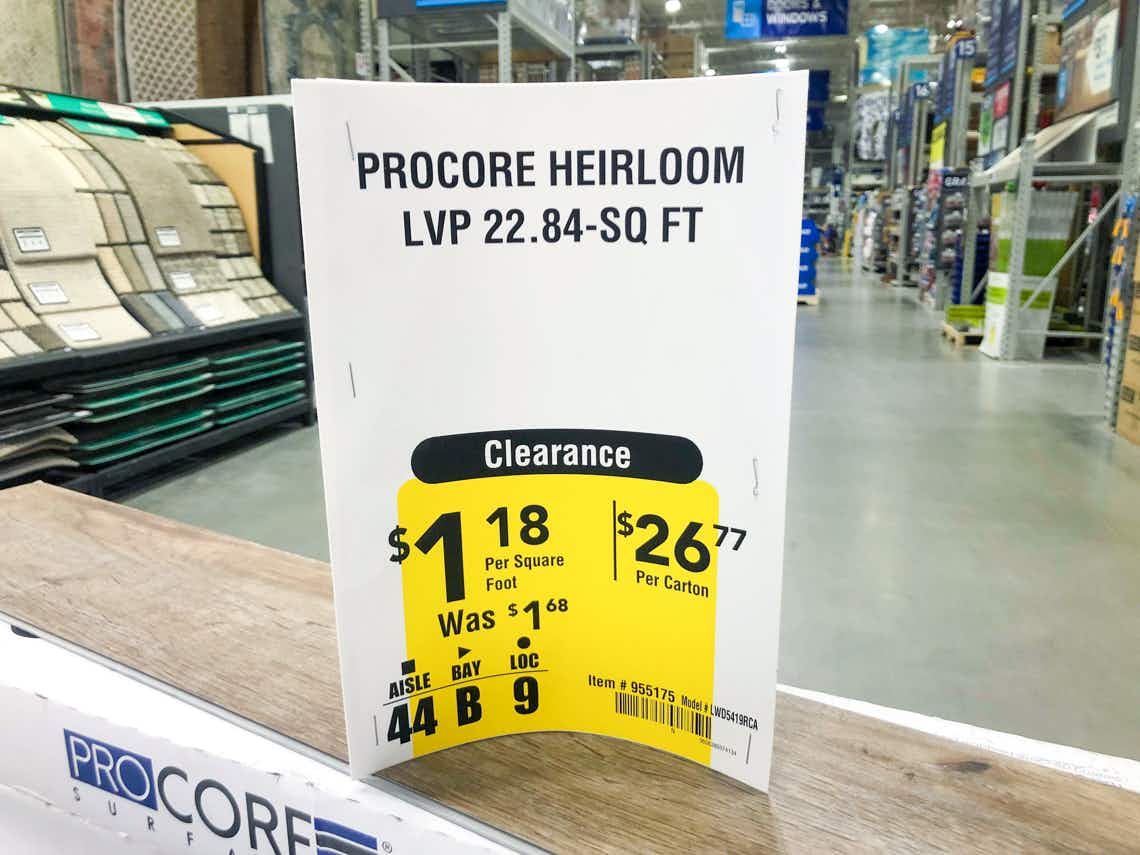 DOORS &
WINDOWS
15
16
PROCORE HEIRLOOM
LVP 22.84-SQ FT
Clearance
$1 18
Per Square
Foot
$26 77
Per Carton
Was $1 68
AISLE BAY LOC
44 B 9
Item # 955175 Model # LWD5419RCA
PROCORE ®